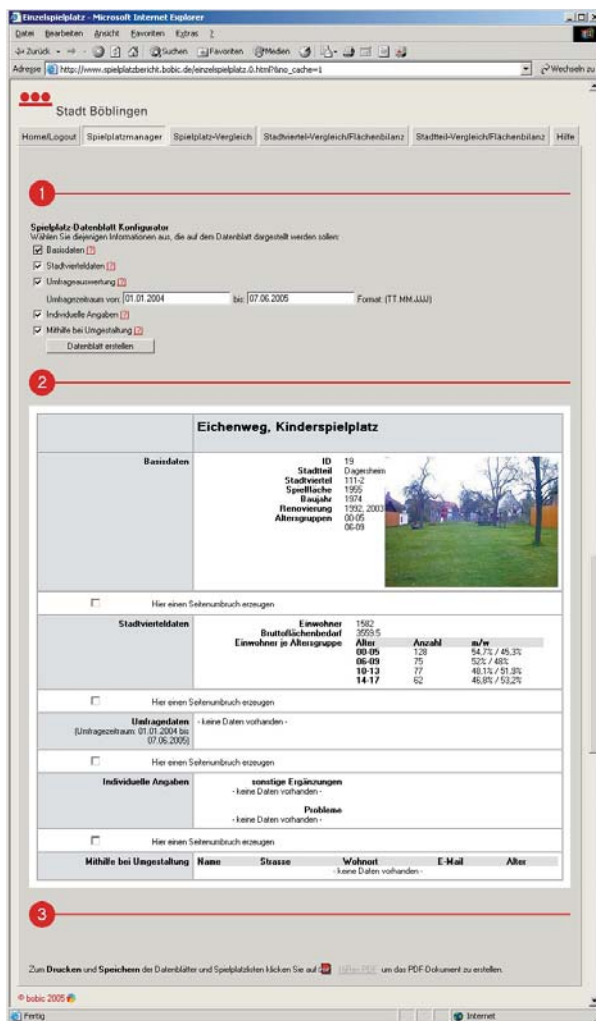 Einzelspielplatz - Microsoft Internet Explorer
Datei Bearbeiten Ansicht Favoriten Extras ?
Zurück Suchen Favoriten Medien
Adresse http://www.spielplatzbericht.bobic.de/einzelspielplatz.0.html?&no_cache=1 Wechseln zu
Stadt Böblingen
Home/Logout Spielplatzmanager Spielplatz-Vergleich Stadtviertel-Vergleich/Flächenbilanz Stadtteil-Vergleich/Flächenbilanz Hilfe
1
Spielplatz-Datenblatt Konfigurator
Wählen Sie diejenigen Informationen aus, die auf dem Datenblatt dargestellt werden sollen:
Basisdaten [?]
Stadtvierteldaten [?]
Umfrageauswertung [?]
Umfragezeitraum von: 01.01.2004 bis: 07.06.2005 Format: (TT.MM.JJJJ)
Individuelle Angaben [?]
Mithilfe bei Umgestaltung [?]
Datenblatt erstellen
2
Eichenweg, Kinderspielplatz
Basisdaten
ID 19
Stadtteil Dagersheim
Stadtviertel 111-2
Spielfläche 1955
Baujahr 1974
Renovierung 1992, 2003
Altersgruppen 00-05
06-09
Hier einen Seitenumbruch erzeugen
Stadtvierteldaten
Einwohner 1582
Bruttoflächenbedarf 3559.5
Einwohner je Altersgruppe Alter Anzahl m/w
00-05 128 54,7% / 45,3%
06-09 75 52% / 48%
10-13 77 48,1% / 51,9%
14-17 62 46,8% / 53,2%
Hier einen Seitenumbruch erzeugen
Umfragedaten - keine Daten vorhanden -
(Umfragezeitraum: 01.01.2004 bis
07.06.2005)
Hier einen Seitenumbruch erzeugen
Individuelle Angaben sonstige Ergänzungen
- keine Daten vorhanden -
Probleme
- keine Daten vorhanden -
Hier einen Seitenumbruch erzeugen
Mithilfe bei Umgestaltung Name Strasse Wohnort E-Mail Alter
- keine Daten vorhanden -
3
Zum Drucken und Speichern der Datenblätter und Spielplatzlisten klicken Sie auf um das PDF-Dokument zu erstellen.
© bobic 2005
Fertig Internet